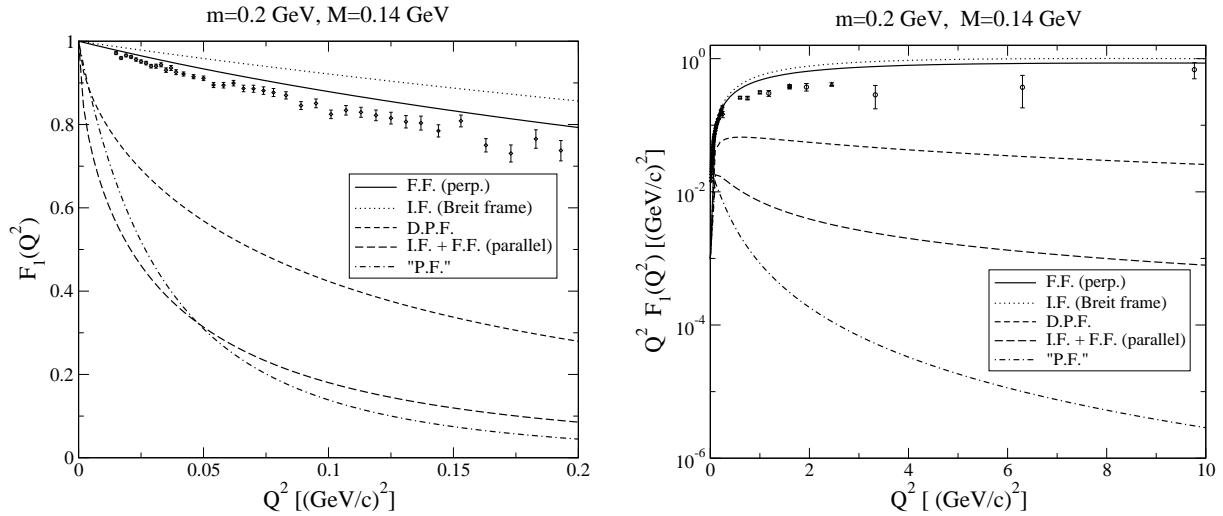 m=0.2 GeV, M=0.14 GeV
1
0.8
0.6
0.4
0.2
0
F₁(Q²)
F.F. (perp.)
I.F. (Breit frame)
D.P.F.
I.F. + F.F. (parallel)
"P.F."
0 0.05 0.1 0.15 0.2
Q² [(GeV/c)²]
m=0.2 GeV, M=0.14 GeV
10⁰
10⁻²
10⁻⁴
10⁻⁶
Q² F₁(Q²) [(GeV/c)²]
F.F. (perp.)
I.F. (Breit frame)
D.P.F.
I.F. + F.F. (parallel)
"P.F."
0 2 4 6 8 10
Q² [ (GeV/c)²]